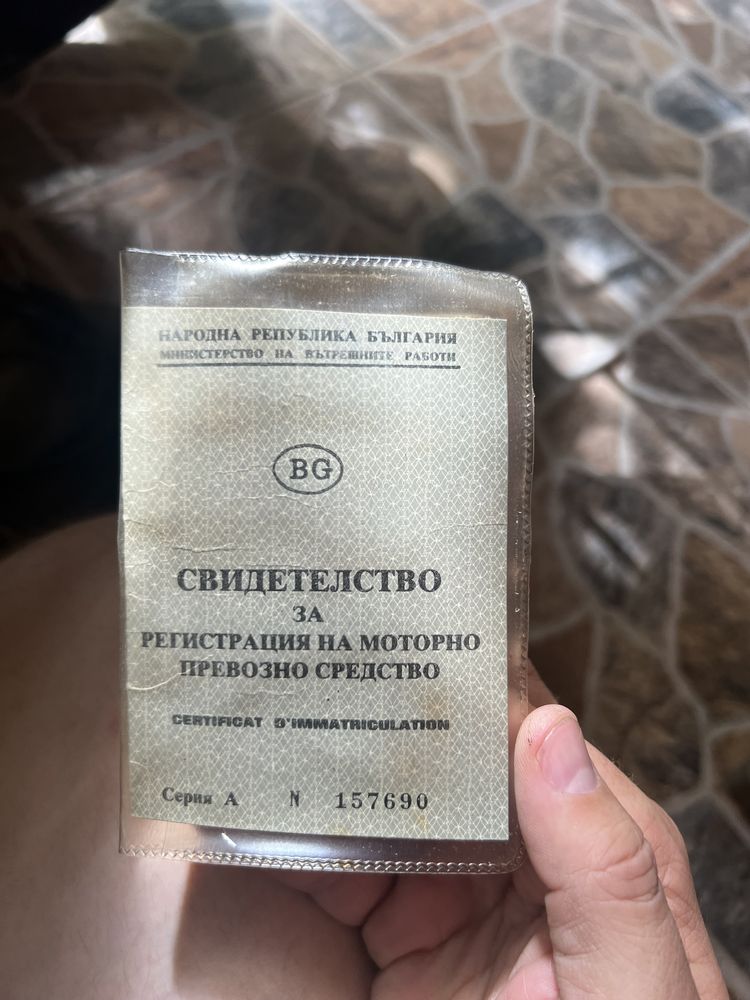 НАРОДНА РЕПУБЛИКА БЪЛГАРИЯ
МИНИСТЕРСТВО НА ВЪТРЕШНИТЕ РАБОТИ
BG
СВИДЕТЕЛСТВО
ЗА
РЕГИСТРАЦИЯ НА МОТОРНО
ПРЕВОЗНО СРЕДСТВО
CERTIFICAT D'IMMATRICULATION
Серия А N 157690